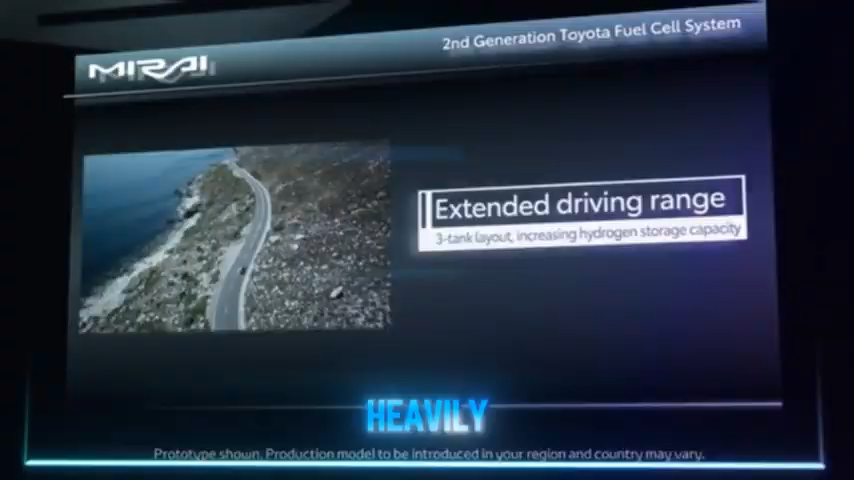 MIRAI
2nd Generation Toyota Fuel Cell System
Extended driving range
3-tank layout, increasing hydrogen storage capacity
HEAVILY
Prototype shown. Production model to be introduced in your region and country may vary.